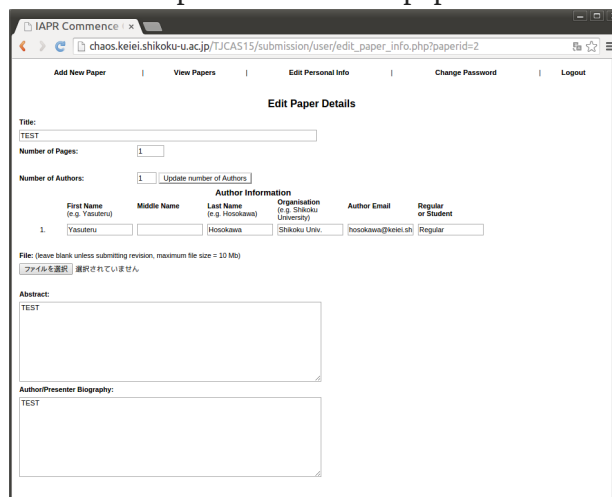 IAPR Commence
chaos.keiei.shikoku-u.ac.jp/TJCAS15/submission/user/edit_paper_info.php?paperid=2
Add New Paper | View Papers | Edit Personal Info | Change Password | Logout
Edit Paper Details
Title:
TEST
Number of Pages: 1
Number of Authors: 1 Update number of Authors
Author Information
First Name (e.g. Yasuteru) Middle Name Last Name (e.g. Hosokawa) Organisation (e.g. Shikoku University) Author Email Regular or Student
1. Yasuteru Hosokawa Shikoku Univ. hosokawa@keiei.sh Regular
File: (leave blank unless submitting revision, maximum file size = 10 Mb)
ファイルを選択 選択されていません
Abstract:
TEST
Author/Presenter Biography:
TEST